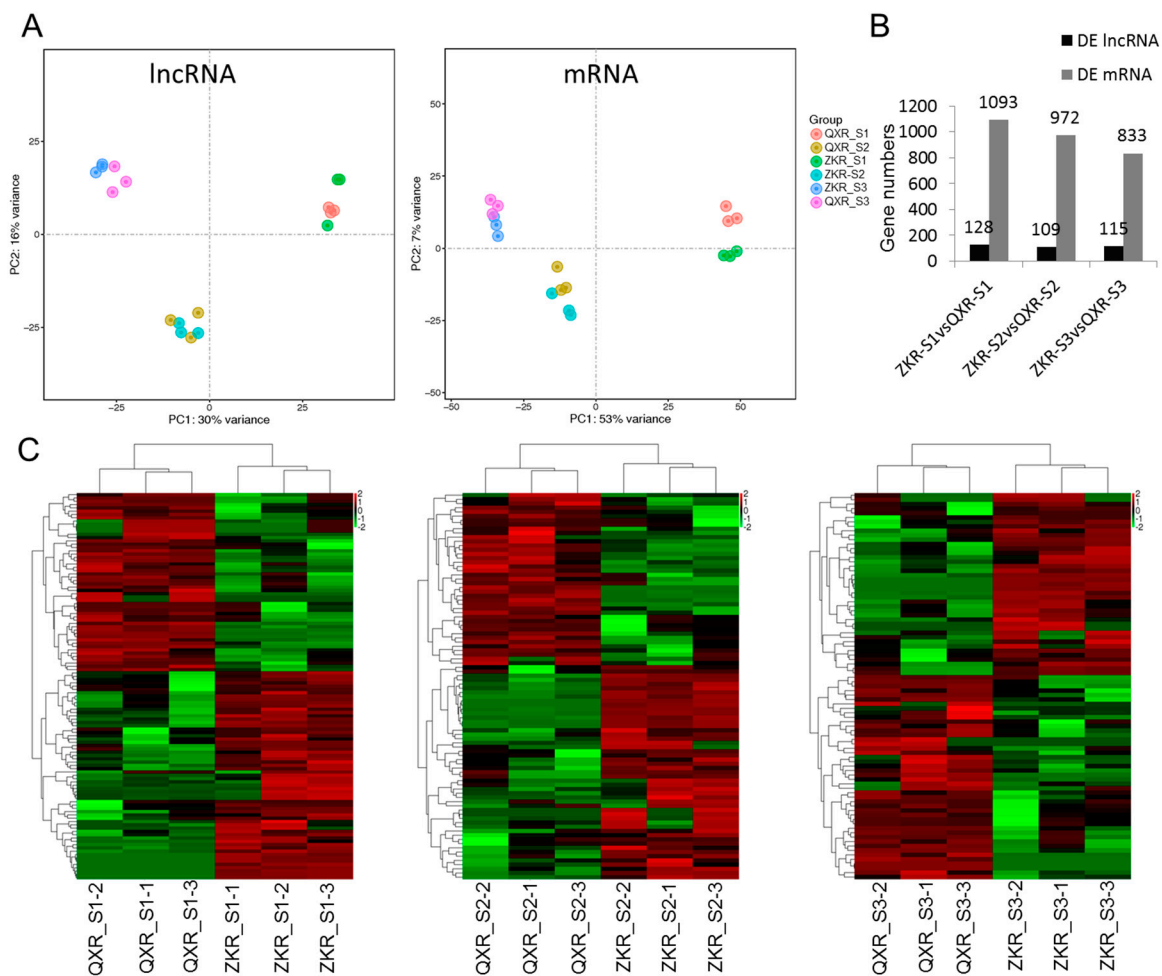 A
lncRNA
25
0
-25
PC2: 16% variance
-25
0
25
PC1: 30% variance
mRNA
50
25
0
-25
-50
PC2: 7% variance
-50
-25
0
25
50
PC1: 53% variance
Group
QXR_S1
QXR_S2
ZKR_S1
ZKR-S2
ZKR_S3
QXR_S3
B
DE lncRNA
DE mRNA
Gene numbers
1200
1000
800
600
400
200
0
1093
972
833
128
109
115
ZKR-S1vsQXR-S1
ZKR-S2vsQXR-S2
ZKR-S3vsQXR-S3
C
2
1
0
-1
-2
QXR_S1-2
QXR_S1-1
QXR_S1-3
ZKR_S1-1
ZKR_S1-2
ZKR_S1-3
2
1
0
-1
-2
QXR_S2-2
QXR_S2-1
QXR_S2-3
ZKR_S2-2
ZKR_S2-1
ZKR_S2-3
2
1
0
-1
-2
QXR_S3-2
QXR_S3-1
QXR_S3-3
ZKR_S3-2
ZKR_S3-1
ZKR_S3-3